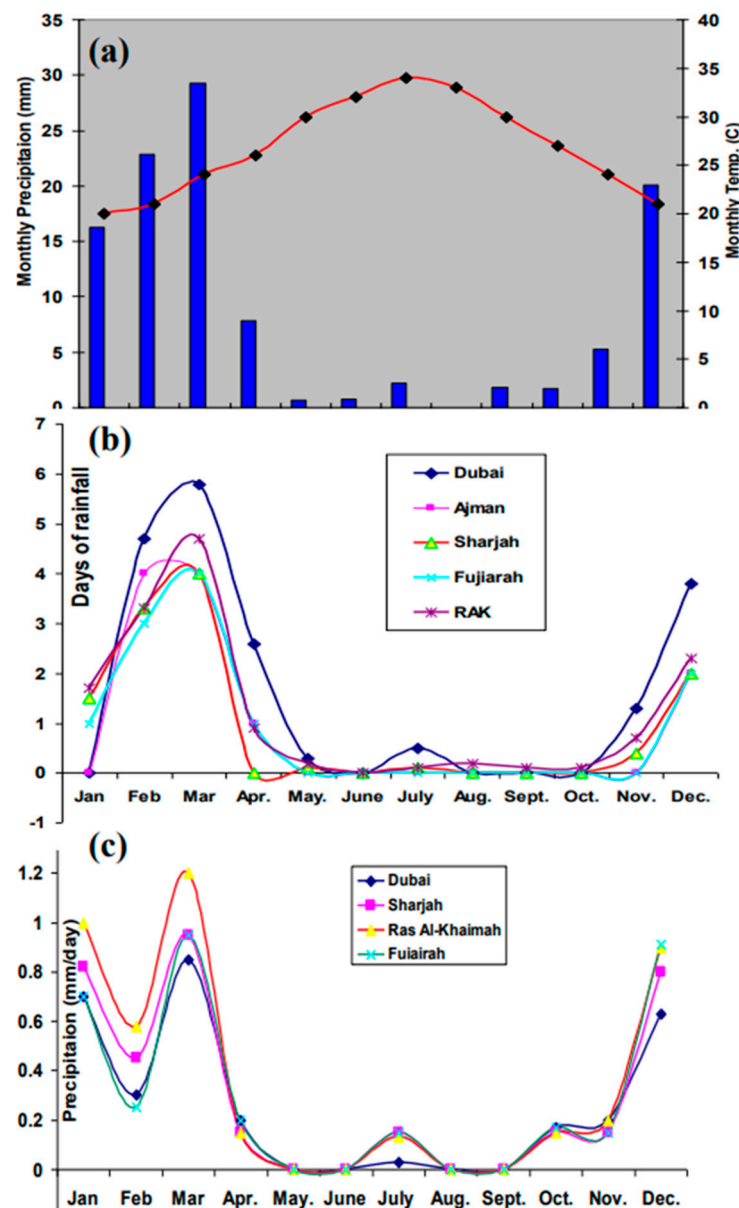 (a)
Monthly Precipitaion (mm)
35
30
25
20
15
10
5
0
Monthly Temp. (C)
40
35
30
25
20
15
10
5
0
(b)
Days of rainfall
7
6
5
4
3
2
1
0
-1
Dubai
Ajman
Sharjah
Fujiarah
RAK
Jan Feb Mar Apr. May. June July Aug. Sept. Oct. Nov. Dec.
(c)
Precipitaion (mm/day)
1.2
1
0.8
0.6
0.4
0.2
0
Dubai
Sharjah
Ras Al-Khaimah
Fuiairah
Jan Feb Mar Apr. May. June July Aug. Sept. Oct. Nov. Dec.